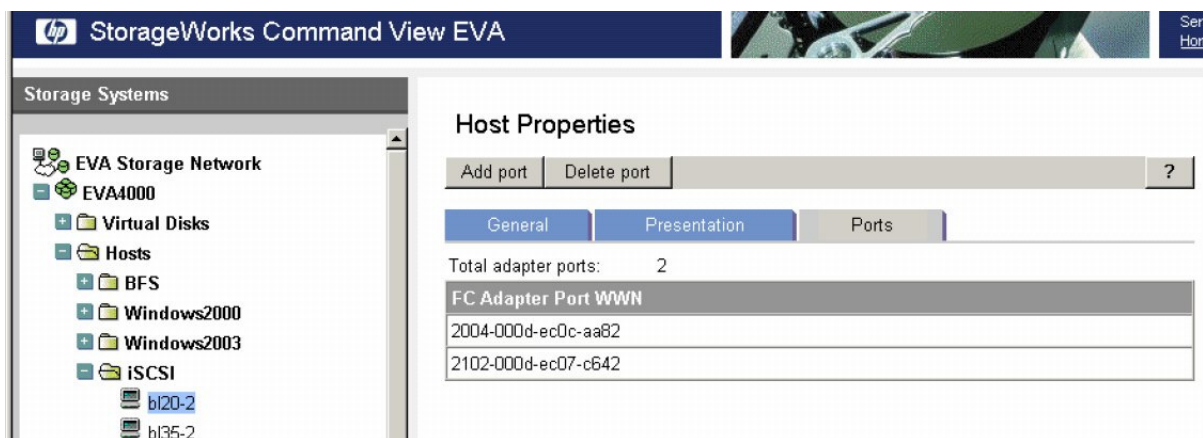 hp StorageWorks Command View EVA
Storage Systems
EVA Storage Network
EVA4000
Virtual Disks
Hosts
BFS
Windows2000
Windows2003
iSCSI
bl20-2
bl35-2
Host Properties
Add port Delete port ?
General Presentation Ports
Total adapter ports: 2
FC Adapter Port WWN
2004-000d-ec0c-aa82
2102-000d-ec07-c642